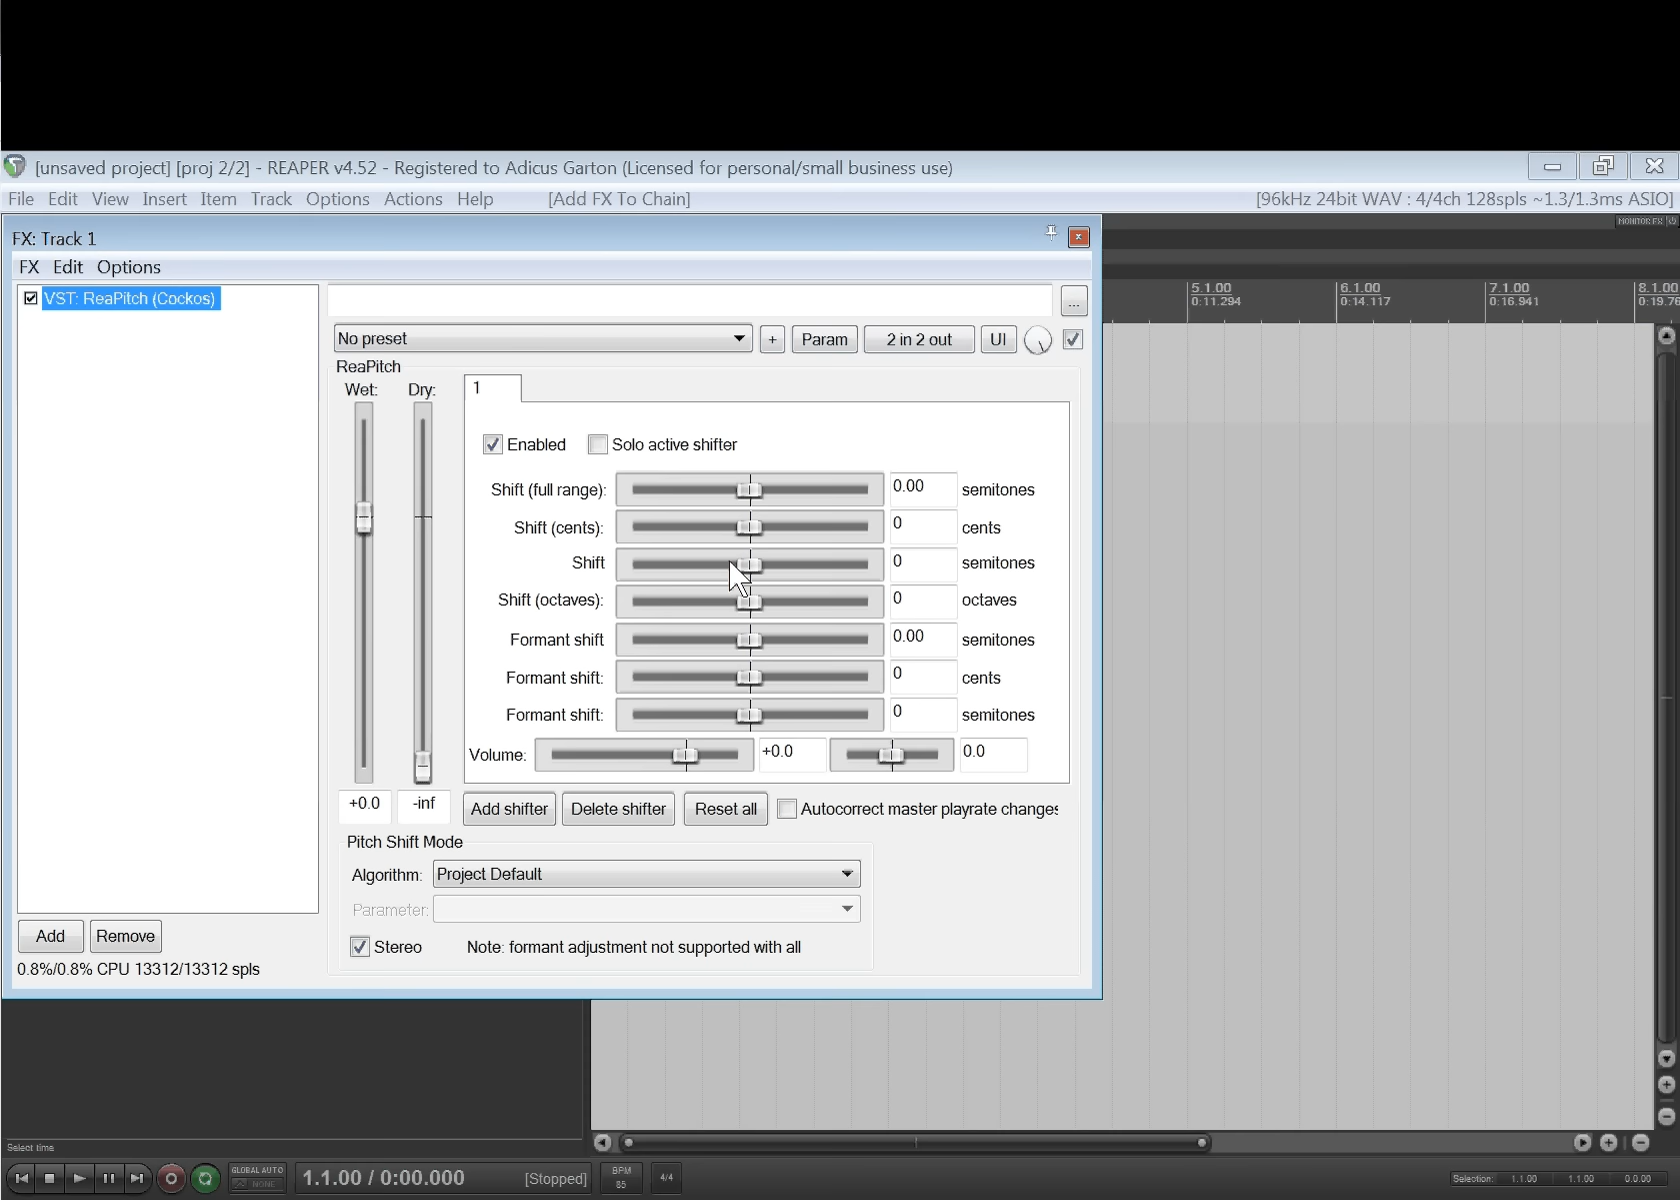 [unsaved project] [proj 2/2] - REAPER v4.52 - Registered to Adicus Garton (Licensed for personal/small business use)
File Edit View Insert Item Track Options Actions Help [Add FX To Chain] [96kHz 24bit WAV : 4/4ch 128spls ~1.3/1.3ms ASIO]
MONITOR FX
FX: Track 1
FX Edit Options
5.1.00 6.1.00 7.1.00 8.1.00
0:11.294 0:14.117 0:16.941 0:19.76
VST: ReaPitch (Cockos)
...
No preset + Param 2 in 2 out UI
ReaPitch
Wet: Dry: 1
Enabled Solo active shifter
Shift (full range): 0.00 semitones
Shift (cents): 0 cents
Shift 0 semitones
Shift (octaves): 0 octaves
Formant shift 0.00 semitones
Formant shift: 0 cents
Formant shift: 0 semitones
Volume: +0.0 0.0
+0.0 -inf Add shifter Delete shifter Reset all Autocorrect master playrate changes
Pitch Shift Mode
Algorithm: Project Default
Parameter:
Stereo Note: formant adjustment not supported with all
Add Remove
0.8%/0.8% CPU 13312/13312 spls
Select time
GLOBAL AUTO
NONE
1.1.00 / 0:00.000 [Stopped]
BPM
85
4/4
Selection: 1.1.00 1.1.00 0.0.00